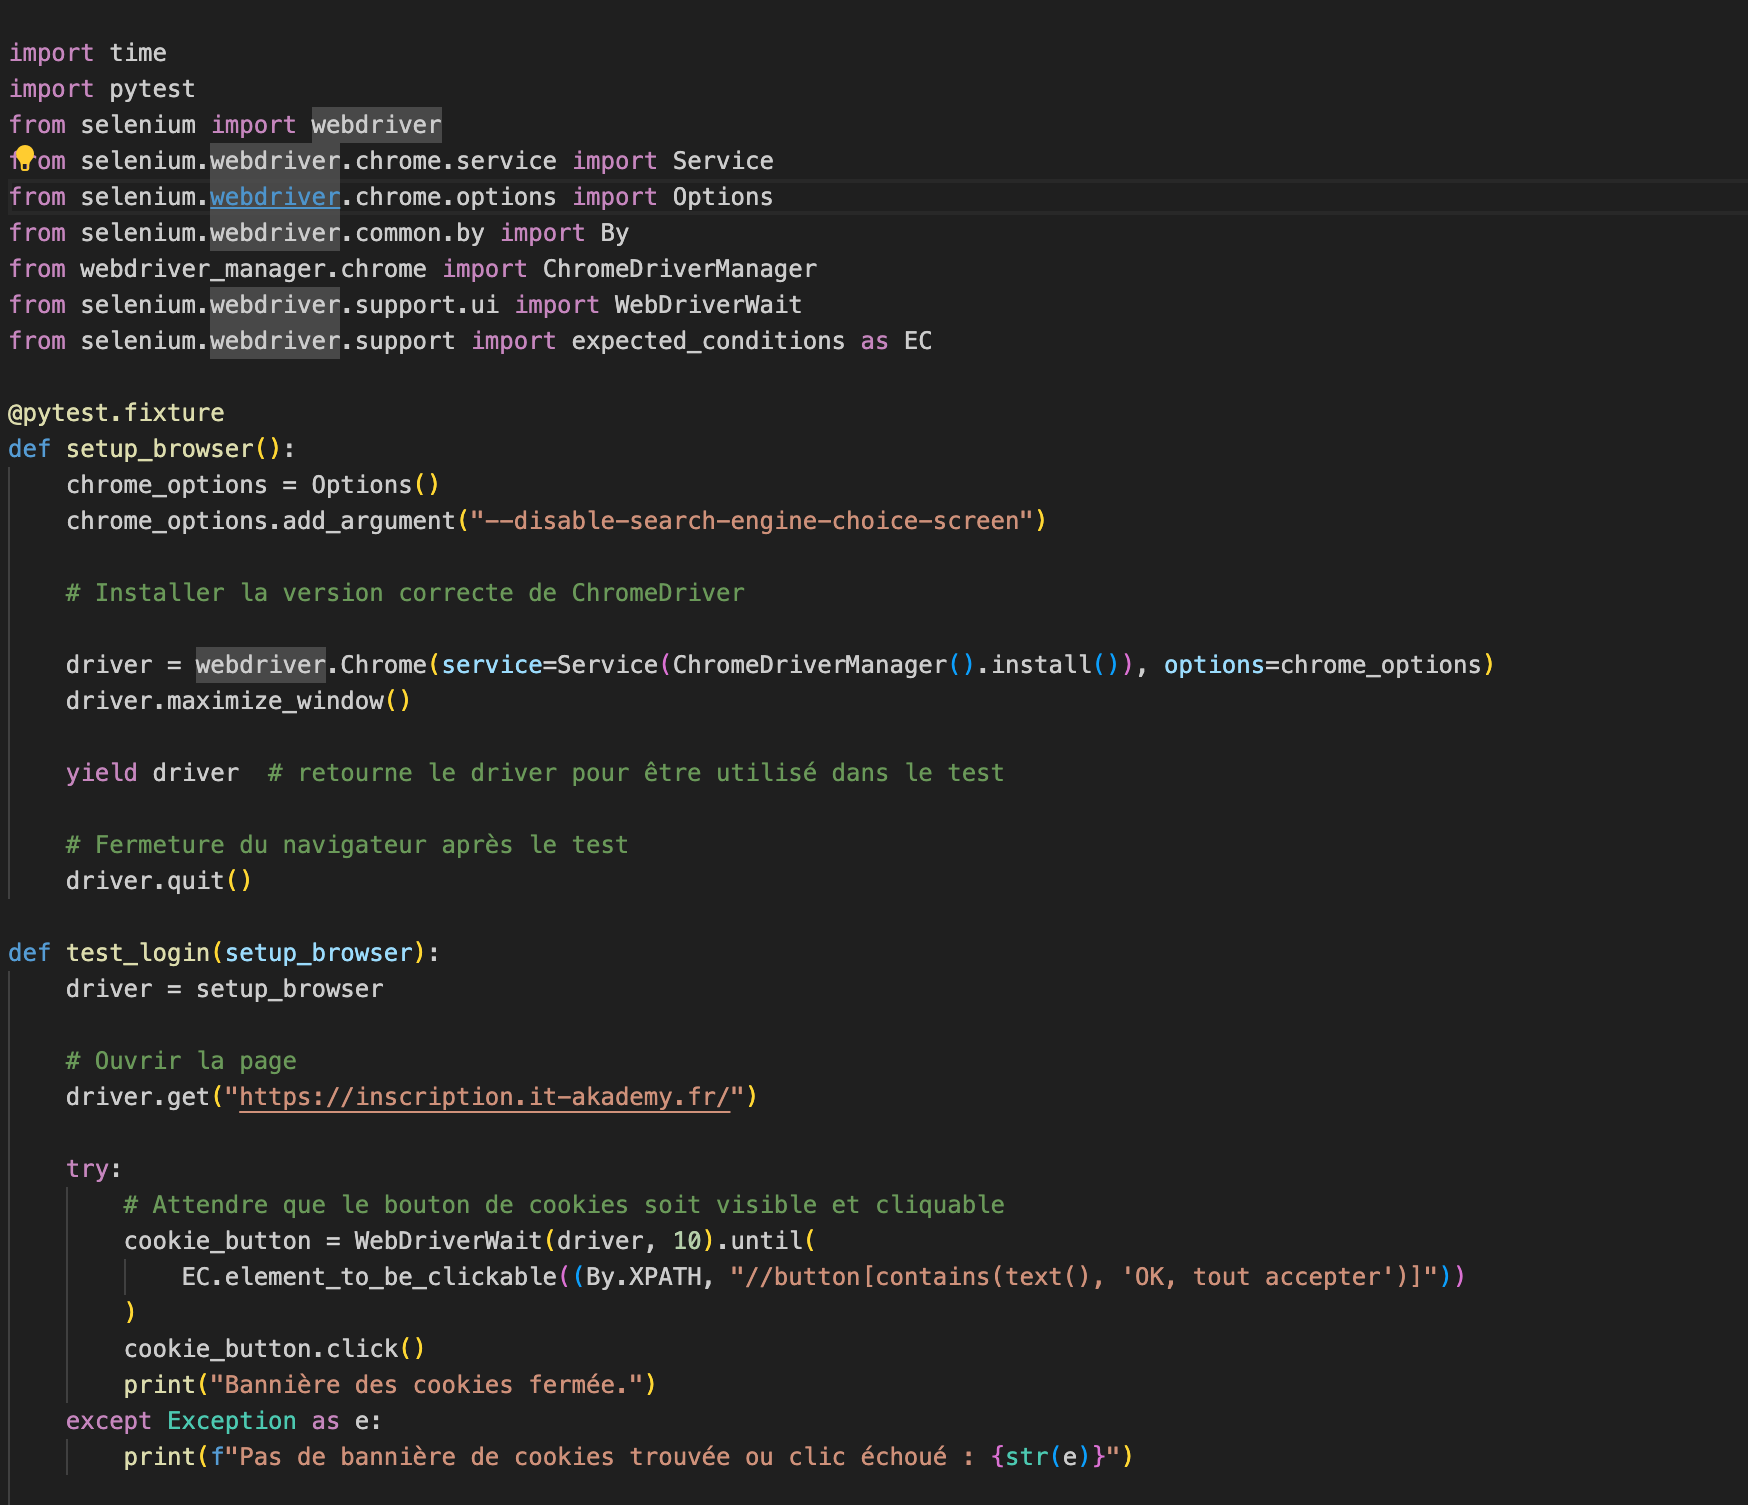 import time
import pytest
from selenium import webdriver
from selenium.webdriver.chrome.service import Service
from selenium.webdriver.chrome.options import Options
from selenium.webdriver.common.by import By
from webdriver_manager.chrome import ChromeDriverManager
from selenium.webdriver.support.ui import WebDriverWait
from selenium.webdriver.support import expected_conditions as EC

@pytest.fixture
def setup_browser():
    chrome_options = Options()
    chrome_options.add_argument("--disable-search-engine-choice-screen")

    # Installer la version correcte de ChromeDriver

    driver = webdriver.Chrome(service=Service(ChromeDriverManager().install()), options=chrome_options)
    driver.maximize_window()

    yield driver  # retourne le driver pour être utilisé dans le test

    # Fermeture du navigateur après le test
    driver.quit()

def test_login(setup_browser):
    driver = setup_browser

    # Ouvrir la page
    driver.get("https://inscription.it-akademy.fr/")

    try:
        # Attendre que le bouton de cookies soit visible et cliquable
        cookie_button = WebDriverWait(driver, 10).until(
            EC.element_to_be_clickable((By.XPATH, "//button[contains(text(), 'OK, tout accepter')]"))
        )
        cookie_button.click()
        print("Bannière des cookies fermée.")
    except Exception as e:
        print(f"Pas de bannière de cookies trouvée ou clic échoué : {str(e)}")